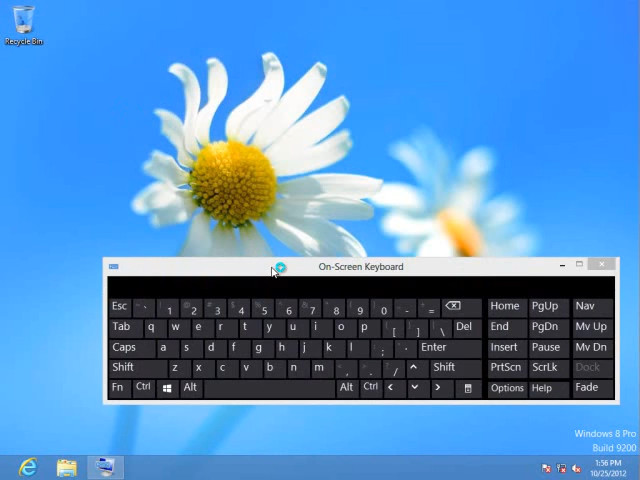 Recycle Bin
On-Screen Keyboard
Esc ~ ` ! 1 @ 2 # 3 $ 4 % 5 ^ 6 & 7 * 8 ( 9 ) 0 _ - + = Home PgUp Nav
Tab q w e r t y u i o p { [ } ] | \ Del End PgDn Mv Up
Caps a s d f g h j k l : ; " ' Enter Insert Pause Mv Dn
Shift z x c v b n m < , > . ? / Shift PrtScn ScrLk Dock
Fn Ctrl Alt Alt Ctrl Options Help Fade
Windows 8 Pro
Build 9200
1:56 PM
10/25/2012